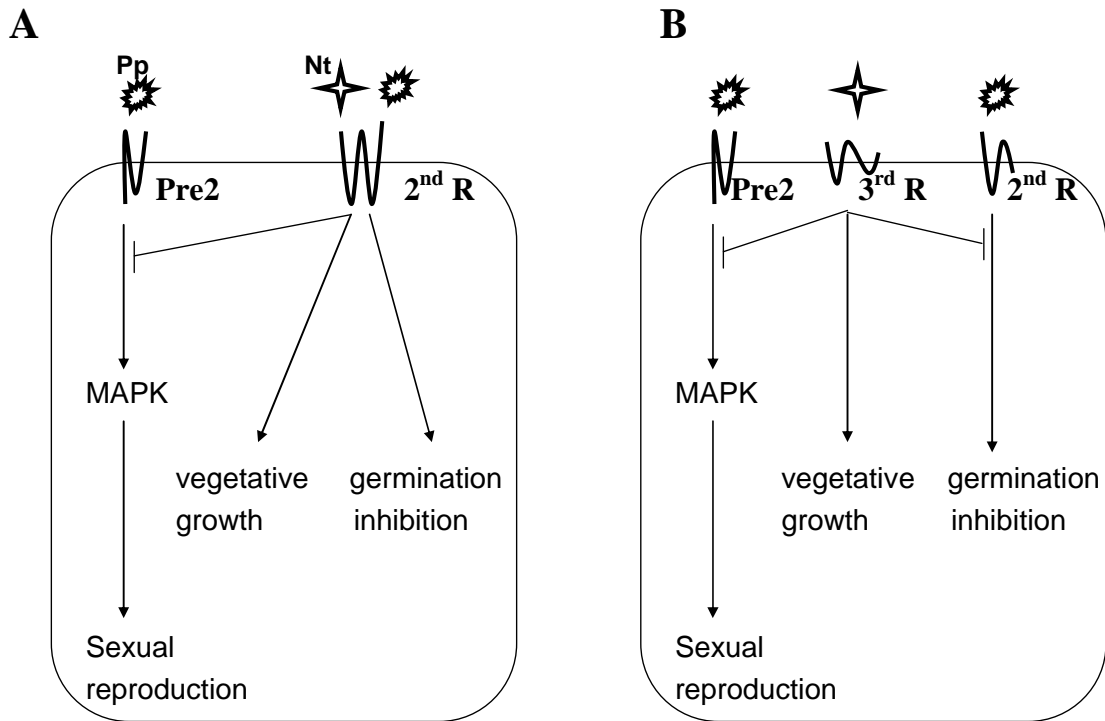 A
Pp
Nt
Pre2
2nd R
MAPK
vegetative
growth
germination
inhibition
Sexual
reproduction
B
Pre2
3rd R
2nd R
MAPK
vegetative
growth
germination
inhibition
Sexual
reproduction